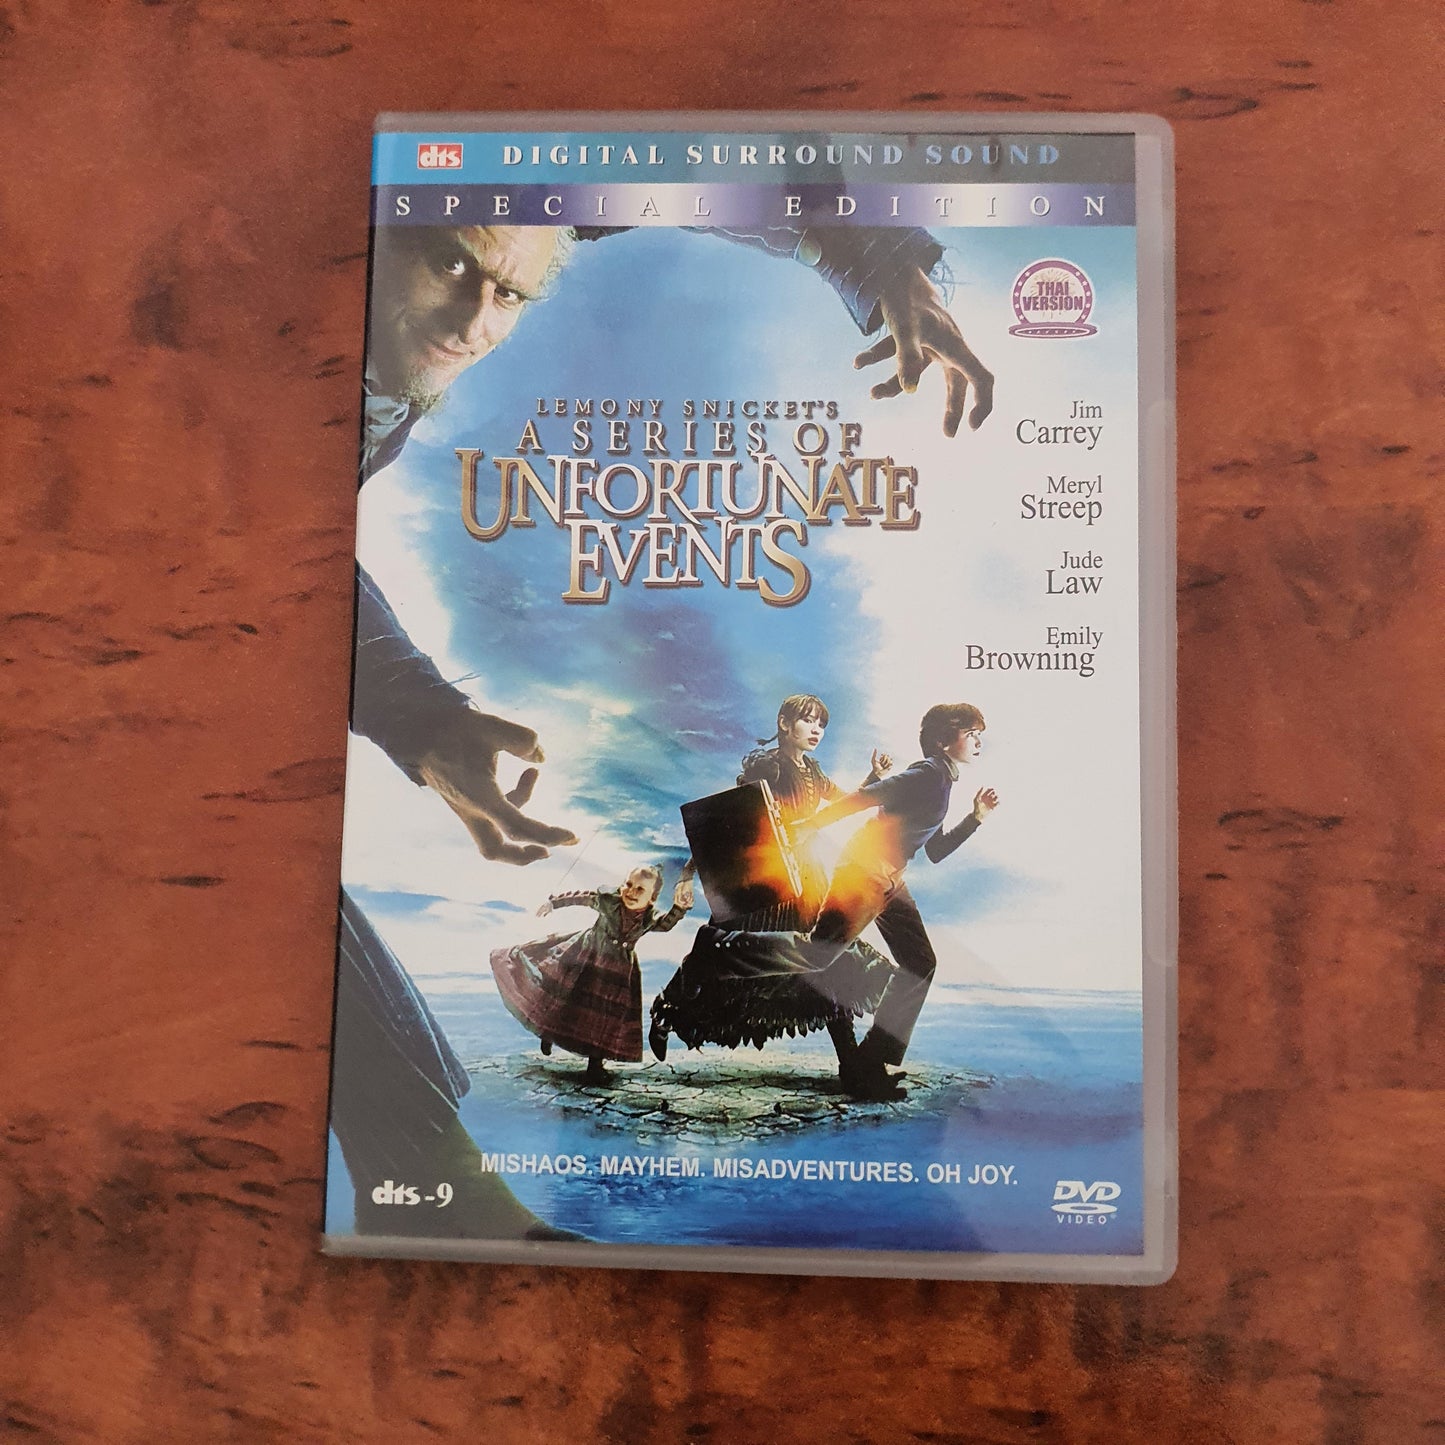 dts DIGITAL SURROUND SOUND
SPECIAL EDITION
THAI
VERSION
LEMONY SNICKET'S
A SERIES OF
UNFORTUNATE
EVENTS
Jim
Carrey
Meryl
Streep
Jude
Law
Emily
Browning
MISHAOS. MAYHEM. MISADVENTURES. OH JOY.
dts -9
DVD
VIDEO